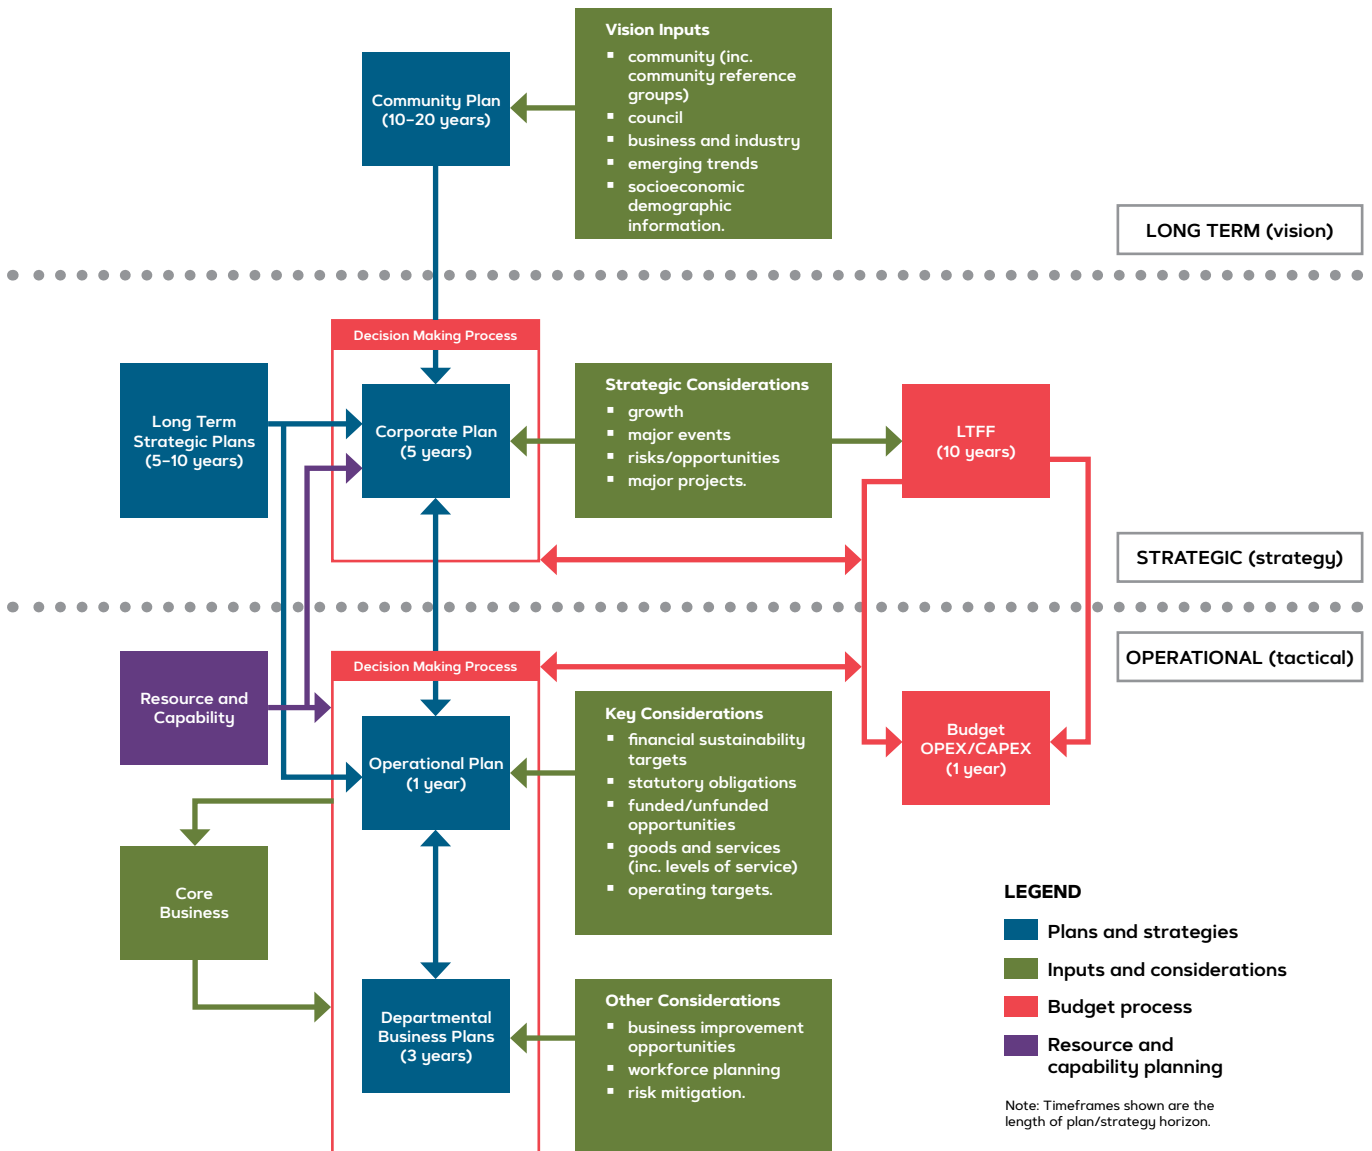 Vision Inputs
▪ community (inc.
community reference
groups)
▪ council
▪ business and industry
▪ emerging trends
▪ socioeconomic
demographic
information.
Community Plan
(10–20 years)
LONG TERM (vision)
Decision Making Process
Long Term
Strategic Plans
(5–10 years)
Corporate Plan
(5 years)
Strategic Considerations
▪ growth
▪ major events
▪ risks/opportunities
▪ major projects.
LTFF
(10 years)
STRATEGIC (strategy)
OPERATIONAL (tactical)
Decision Making Process
Resource and
Capability
Operational Plan
(1 year)
Key Considerations
▪ financial sustainability
targets
▪ statutory obligations
▪ funded/unfunded
opportunities
▪ goods and services
(inc. levels of service)
▪ operating targets.
Budget
OPEX/CAPEX
(1 year)
Core
Business
Departmental
Business Plans
(3 years)
Other Considerations
▪ business improvement
opportunities
▪ workforce planning
▪ risk mitigation.
LEGEND
Plans and strategies
Inputs and considerations
Budget process
Resource and
capability planning
Note: Timeframes shown are the
length of plan/strategy horizon.